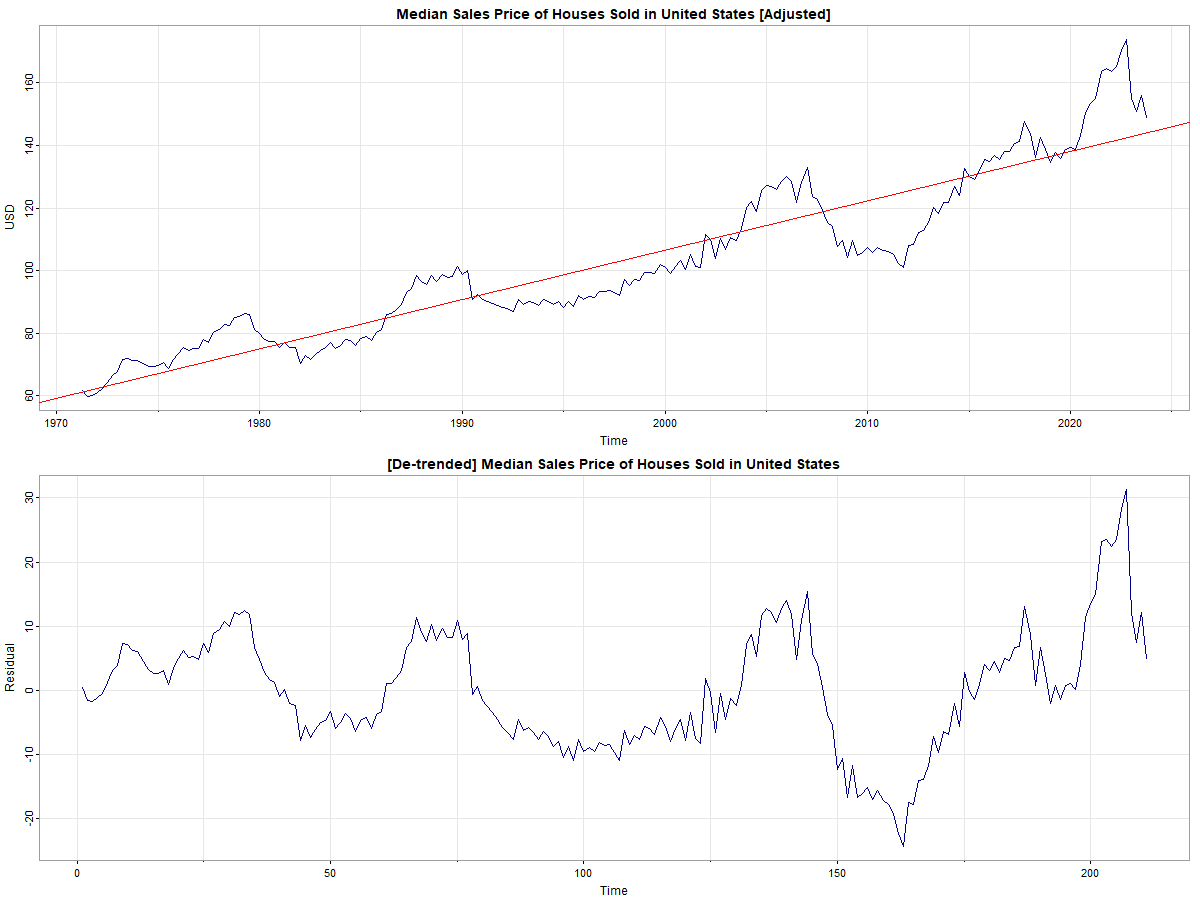 Median Sales Price of Houses Sold in United States [Adjusted]
USD
160
140
120
100
80
60
1970 1980 1990 2000 2010 2020
Time
[De-trended] Median Sales Price of Houses Sold in United States
Residual
30
20
10
0
-10
-20
0 50 100 150 200
Time